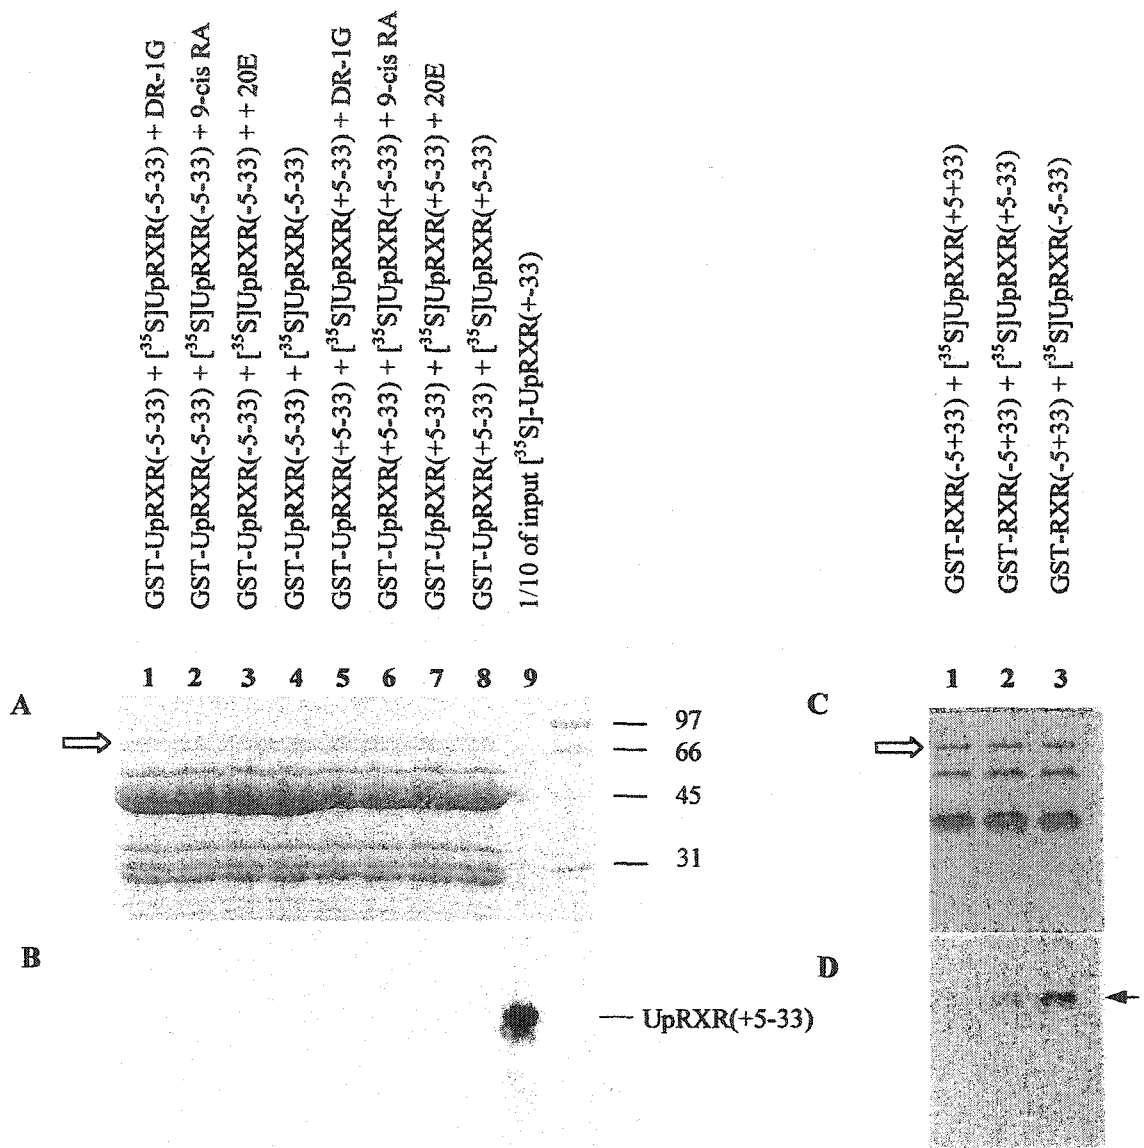 GST-UpRXR(-5-33) + [³⁵S]UpRXR(-5-33) + DR-1G
GST-UpRXR(-5-33) + [³⁵S]UpRXR(-5-33) + 9-cis RA
GST-UpRXR(-5-33) + [³⁵S]UpRXR(-5-33) + + 20E
GST-UpRXR(-5-33) + [³⁵S]UpRXR(-5-33)
GST-UpRXR(+5-33) + [³⁵S]UpRXR(+5-33) + DR-1G
GST-UpRXR(+5-33) + [³⁵S]UpRXR(+5-33) + 9-cis RA
GST-UpRXR(+5-33) + [³⁵S]UpRXR(+5-33) + 20E
GST-UpRXR(+5-33) + [³⁵S]UpRXR(+5-33)
1/10 of input [³⁵S]-UpRXR(+-33)
GST-RXR(-5+33) + [³⁵S]UpRXR(+5+33)
GST-RXR(-5+33) + [³⁵S]UpRXR(+5-33)
GST-RXR(-5+33) + [³⁵S]UpRXR(-5-33)
1 2 3 4 5 6 7 8 9
1 2 3
A
97
66
45
31
C
B
UpRXR(+5-33)
D